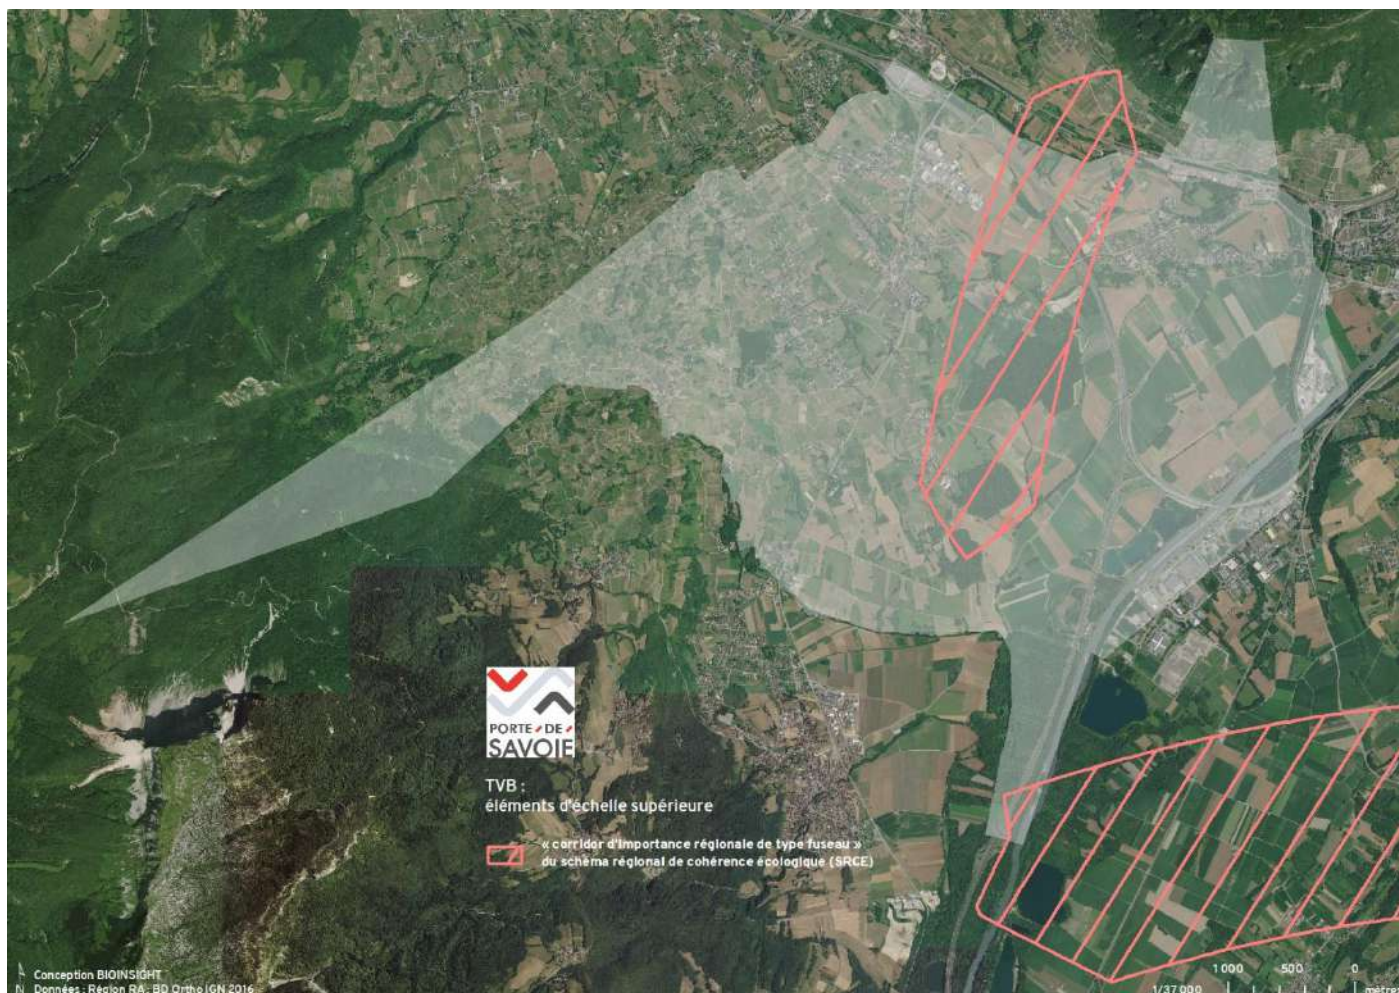 PORTE DE
SAVOIE
TVB :
éléments d'échelle supérieure
« corridor d'importance régionale de type fuseau »
du schéma régional de cohérence écologique (SRCE)
Conception BIOINSIGHT
N Données : Région RA, BD Ortho IGN 2016
1 000 500 0
1/37 000 mètres